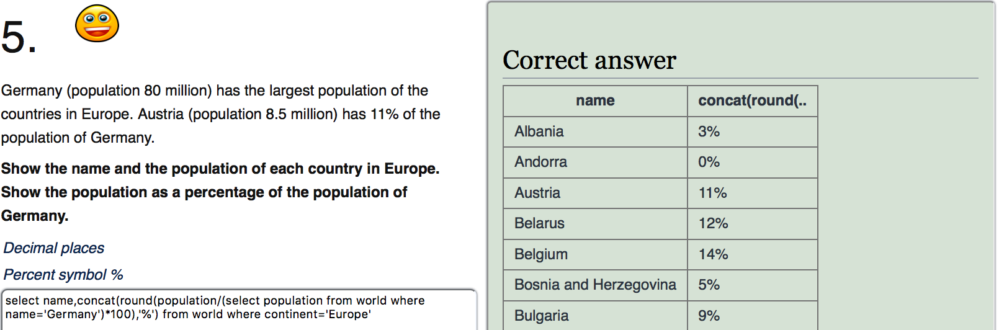 5.
Germany (population 80 million) has the largest population of the
countries in Europe. Austria (population 8.5 million) has 11% of the
population of Germany.
Show the name and the population of each country in Europe.
Show the population as a percentage of the population of
Germany.
Decimal places
Percent symbol %
select name,concat(round(population/(select population from world where
name='Germany')*100),'%') from world where continent='Europe'
Correct answer
name concat(round(..
Albania 3%
Andorra 0%
Austria 11%
Belarus 12%
Belgium 14%
Bosnia and Herzegovina 5%
Bulgaria 9%